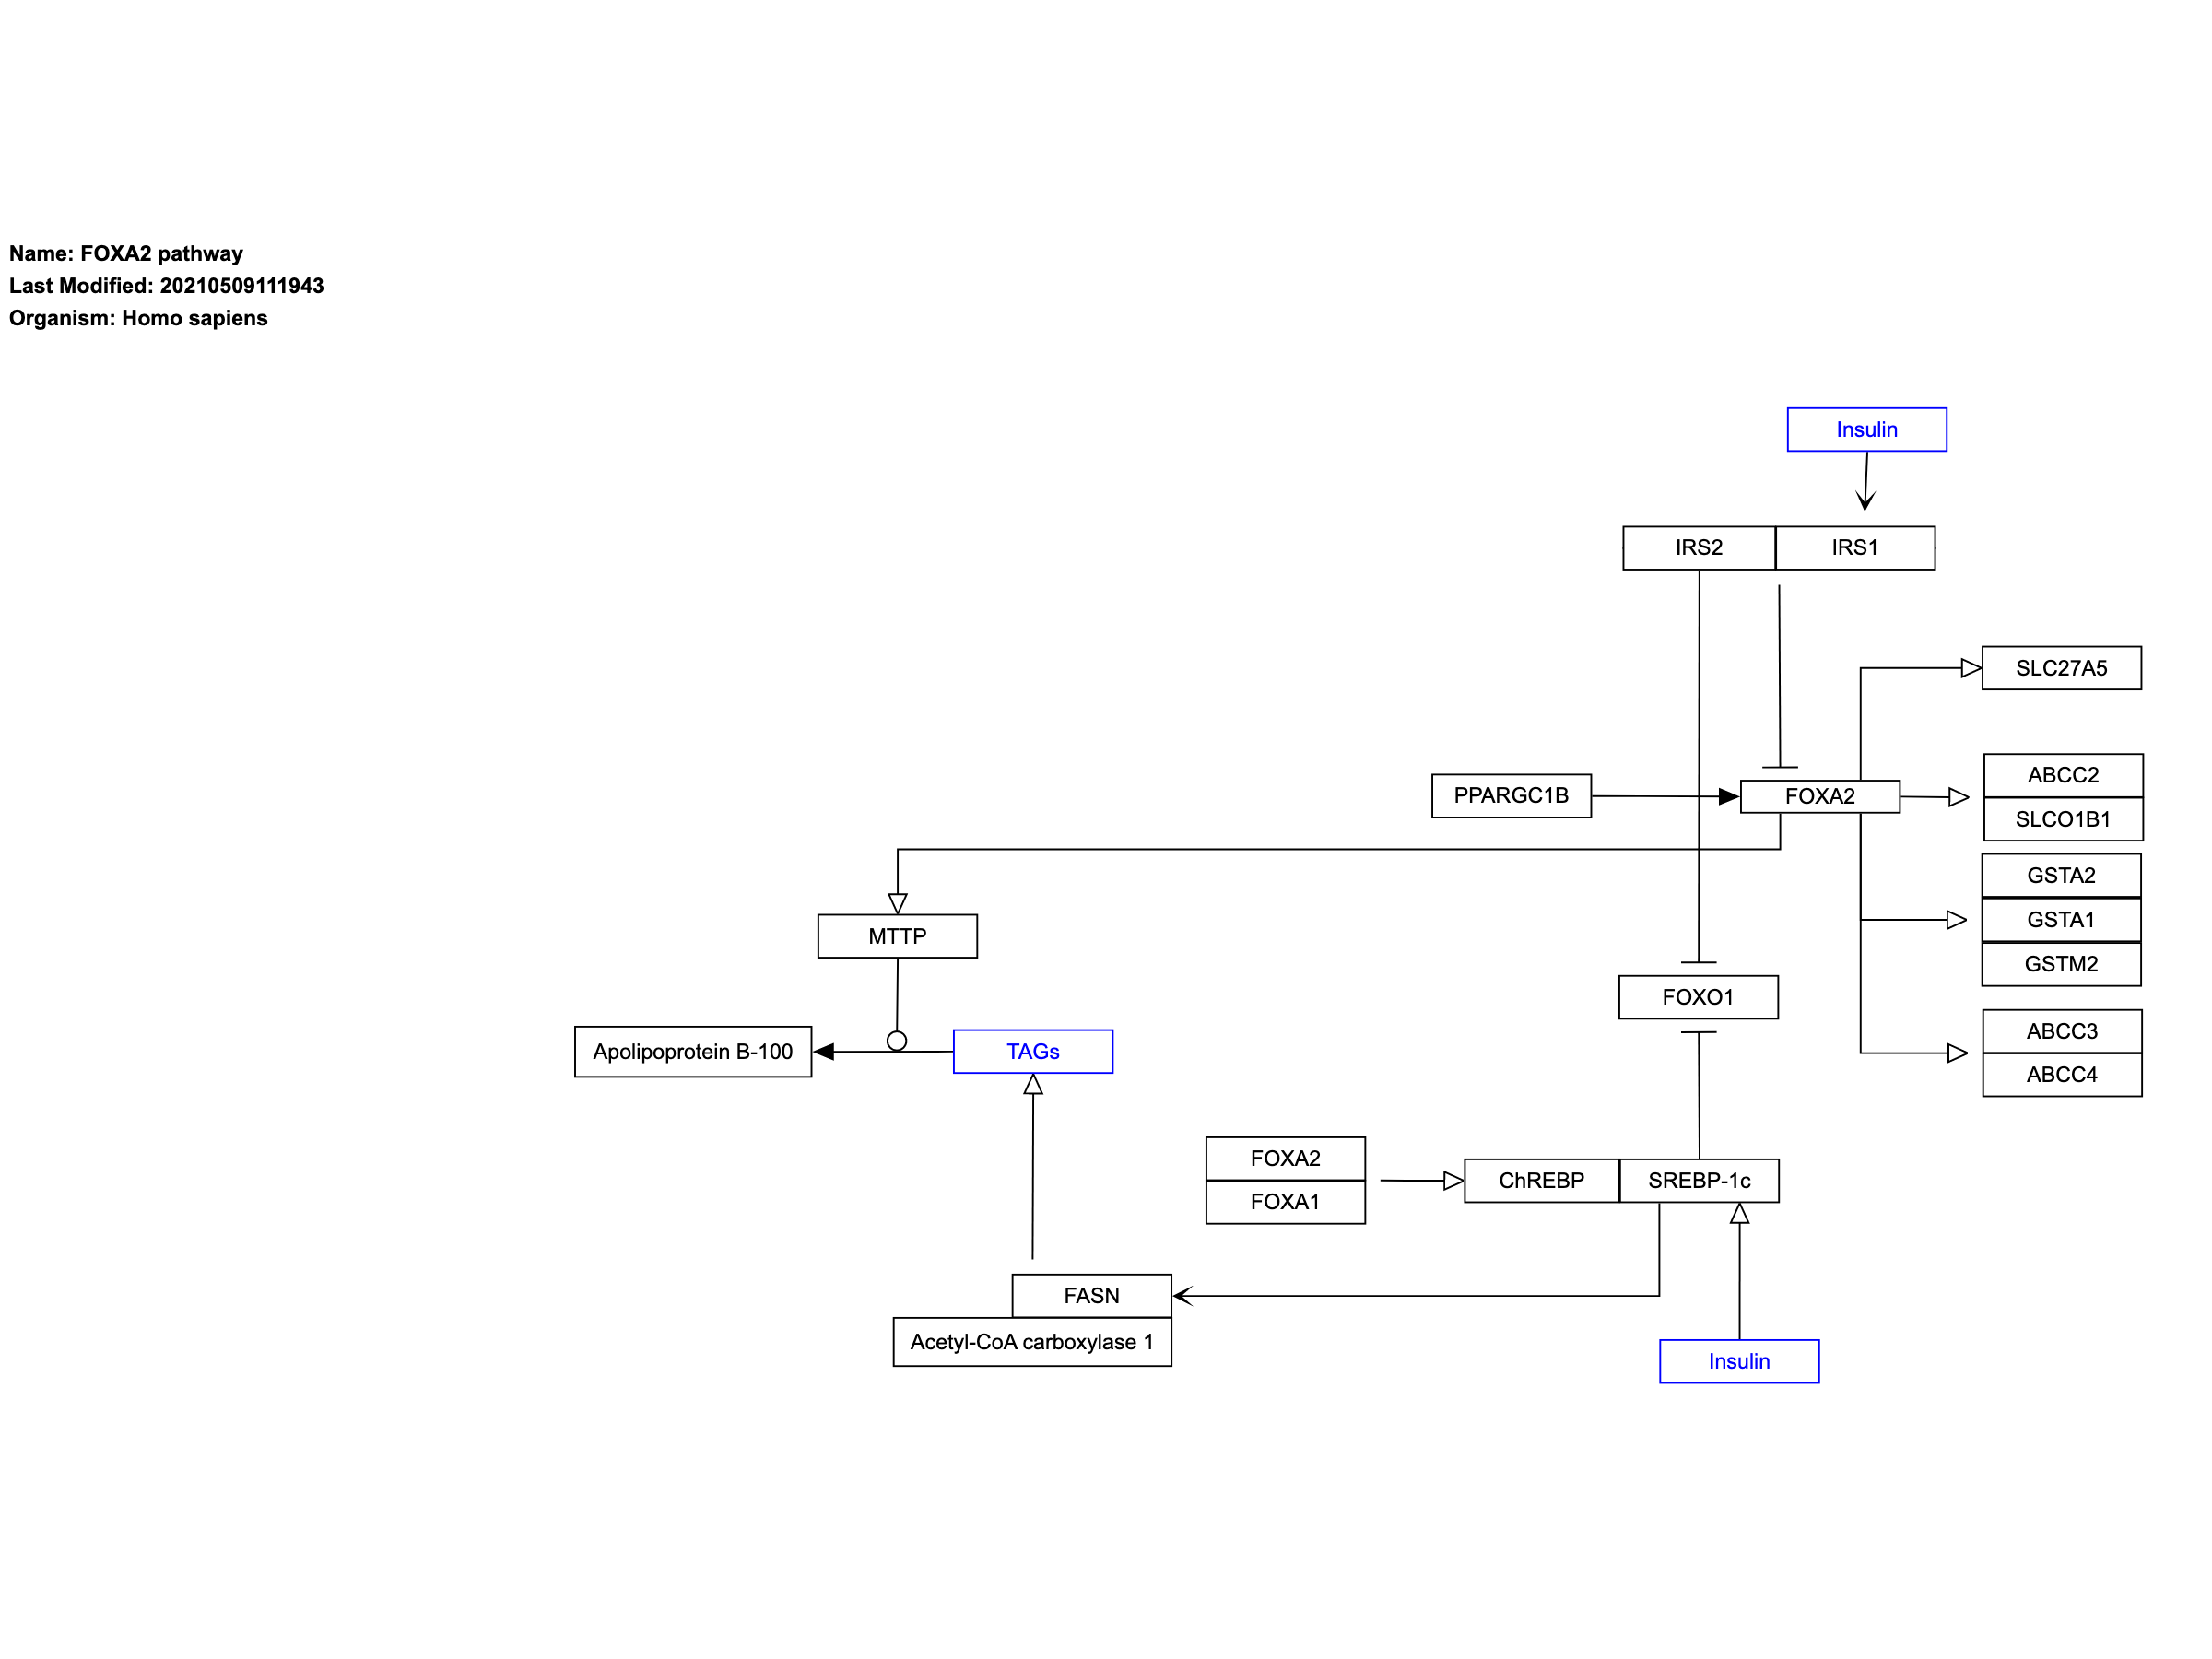 Name: FOXA2 pathway
Last Modified: 20210509111943
Organism: Homo sapiens
Insulin
IRS2
IRS1
SLC27A5
ABCC2
PPARGC1B
FOXA2
SLCO1B1
GSTA2
GSTA1
MTTP
GSTM2
FOXO1
ABCC3
Apolipoprotein B-100
TAGs
ABCC4
FOXA2
ChREBP
SREBP-1c
FOXA1
FASN
Acetyl-CoA carboxylase 1
Insulin